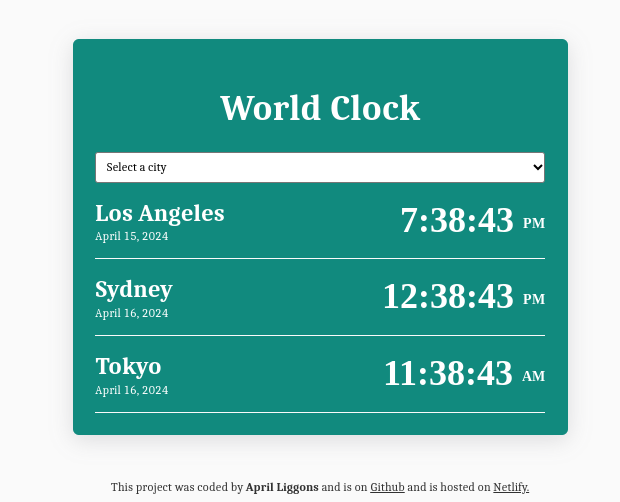 World Clock
Select a city
Los Angeles 7:38:43 PM
April 15, 2024
Sydney 12:38:43 PM
April 16, 2024
Tokyo 11:38:43 AM
April 16, 2024
This project was coded by April Liggons and is on Github and is hosted on Netlify.